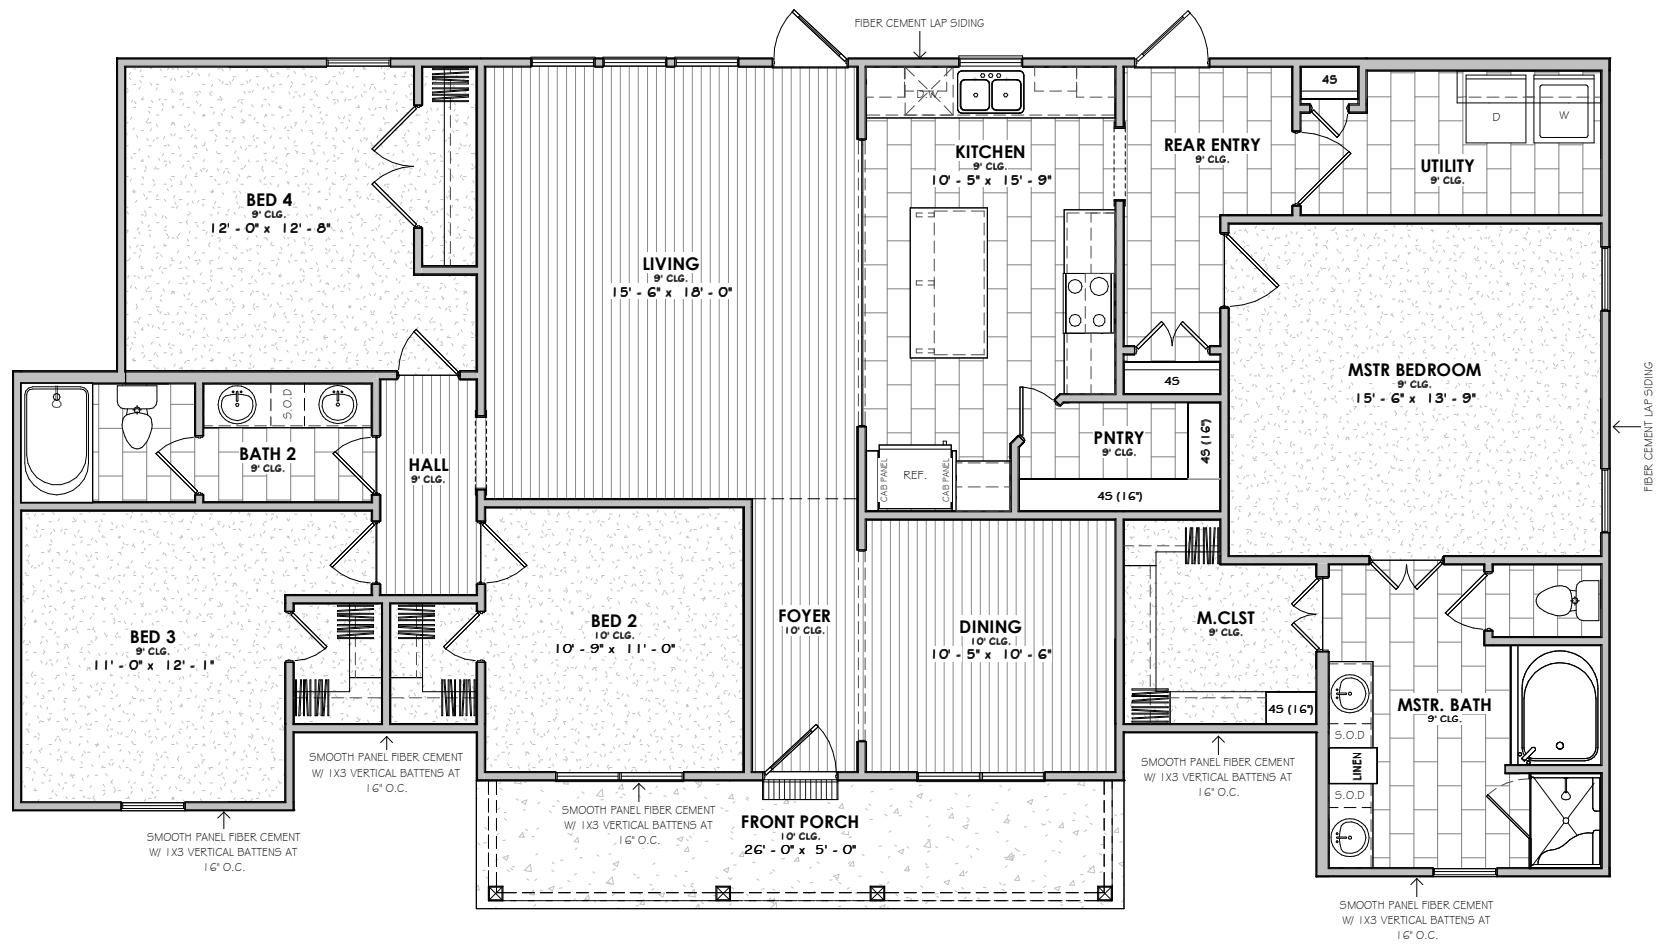 FIBER CEMENT LAP SIDING
4S
D.W.
D
W
KITCHEN
9' CLG.
10' - 5" x 15' - 9"
REAR ENTRY
9' CLG.
UTILITY
9' CLG.
BED 4
9' CLG.
12' - 0" x 12' - 8"
LIVING
9' CLG.
15' - 6" x 18' - 0"
MSTR BEDROOM
9' CLG.
15' - 6" x 13' - 9"
4S
S.O.D
BATH 2
9' CLG.
HALL
9' CLG.
PNTRY
9' CLG.
4S (16")
4S (16")
CAB PANEL
REF.
CAB PANEL
FIBER CEMENT LAP SIDING
BED 3
9' CLG.
11' - 0" x 12' - 1"
BED 2
10' CLG.
10' - 9" x 11' - 0"
FOYER
10' CLG.
DINING
10' CLG.
10' - 5" x 10' - 6"
M.CLST
9' CLG.
4S (16")
MSTR. BATH
9' CLG.
S.O.D
LINEN
S.O.D
SMOOTH PANEL FIBER CEMENT
W/ 1X3 VERTICAL BATTENS AT
16" O.C.
SMOOTH PANEL FIBER CEMENT
W/ 1X3 VERTICAL BATTENS AT
16" O.C.
SMOOTH PANEL FIBER CEMENT
W/ 1X3 VERTICAL BATTENS AT
16" O.C.
FRONT PORCH
10' CLG.
26' - 0" x 5' - 0"
SMOOTH PANEL FIBER CEMENT
W/ 1X3 VERTICAL BATTENS AT
16" O.C.
SMOOTH PANEL FIBER CEMENT
W/ 1X3 VERTICAL BATTENS AT
16" O.C.